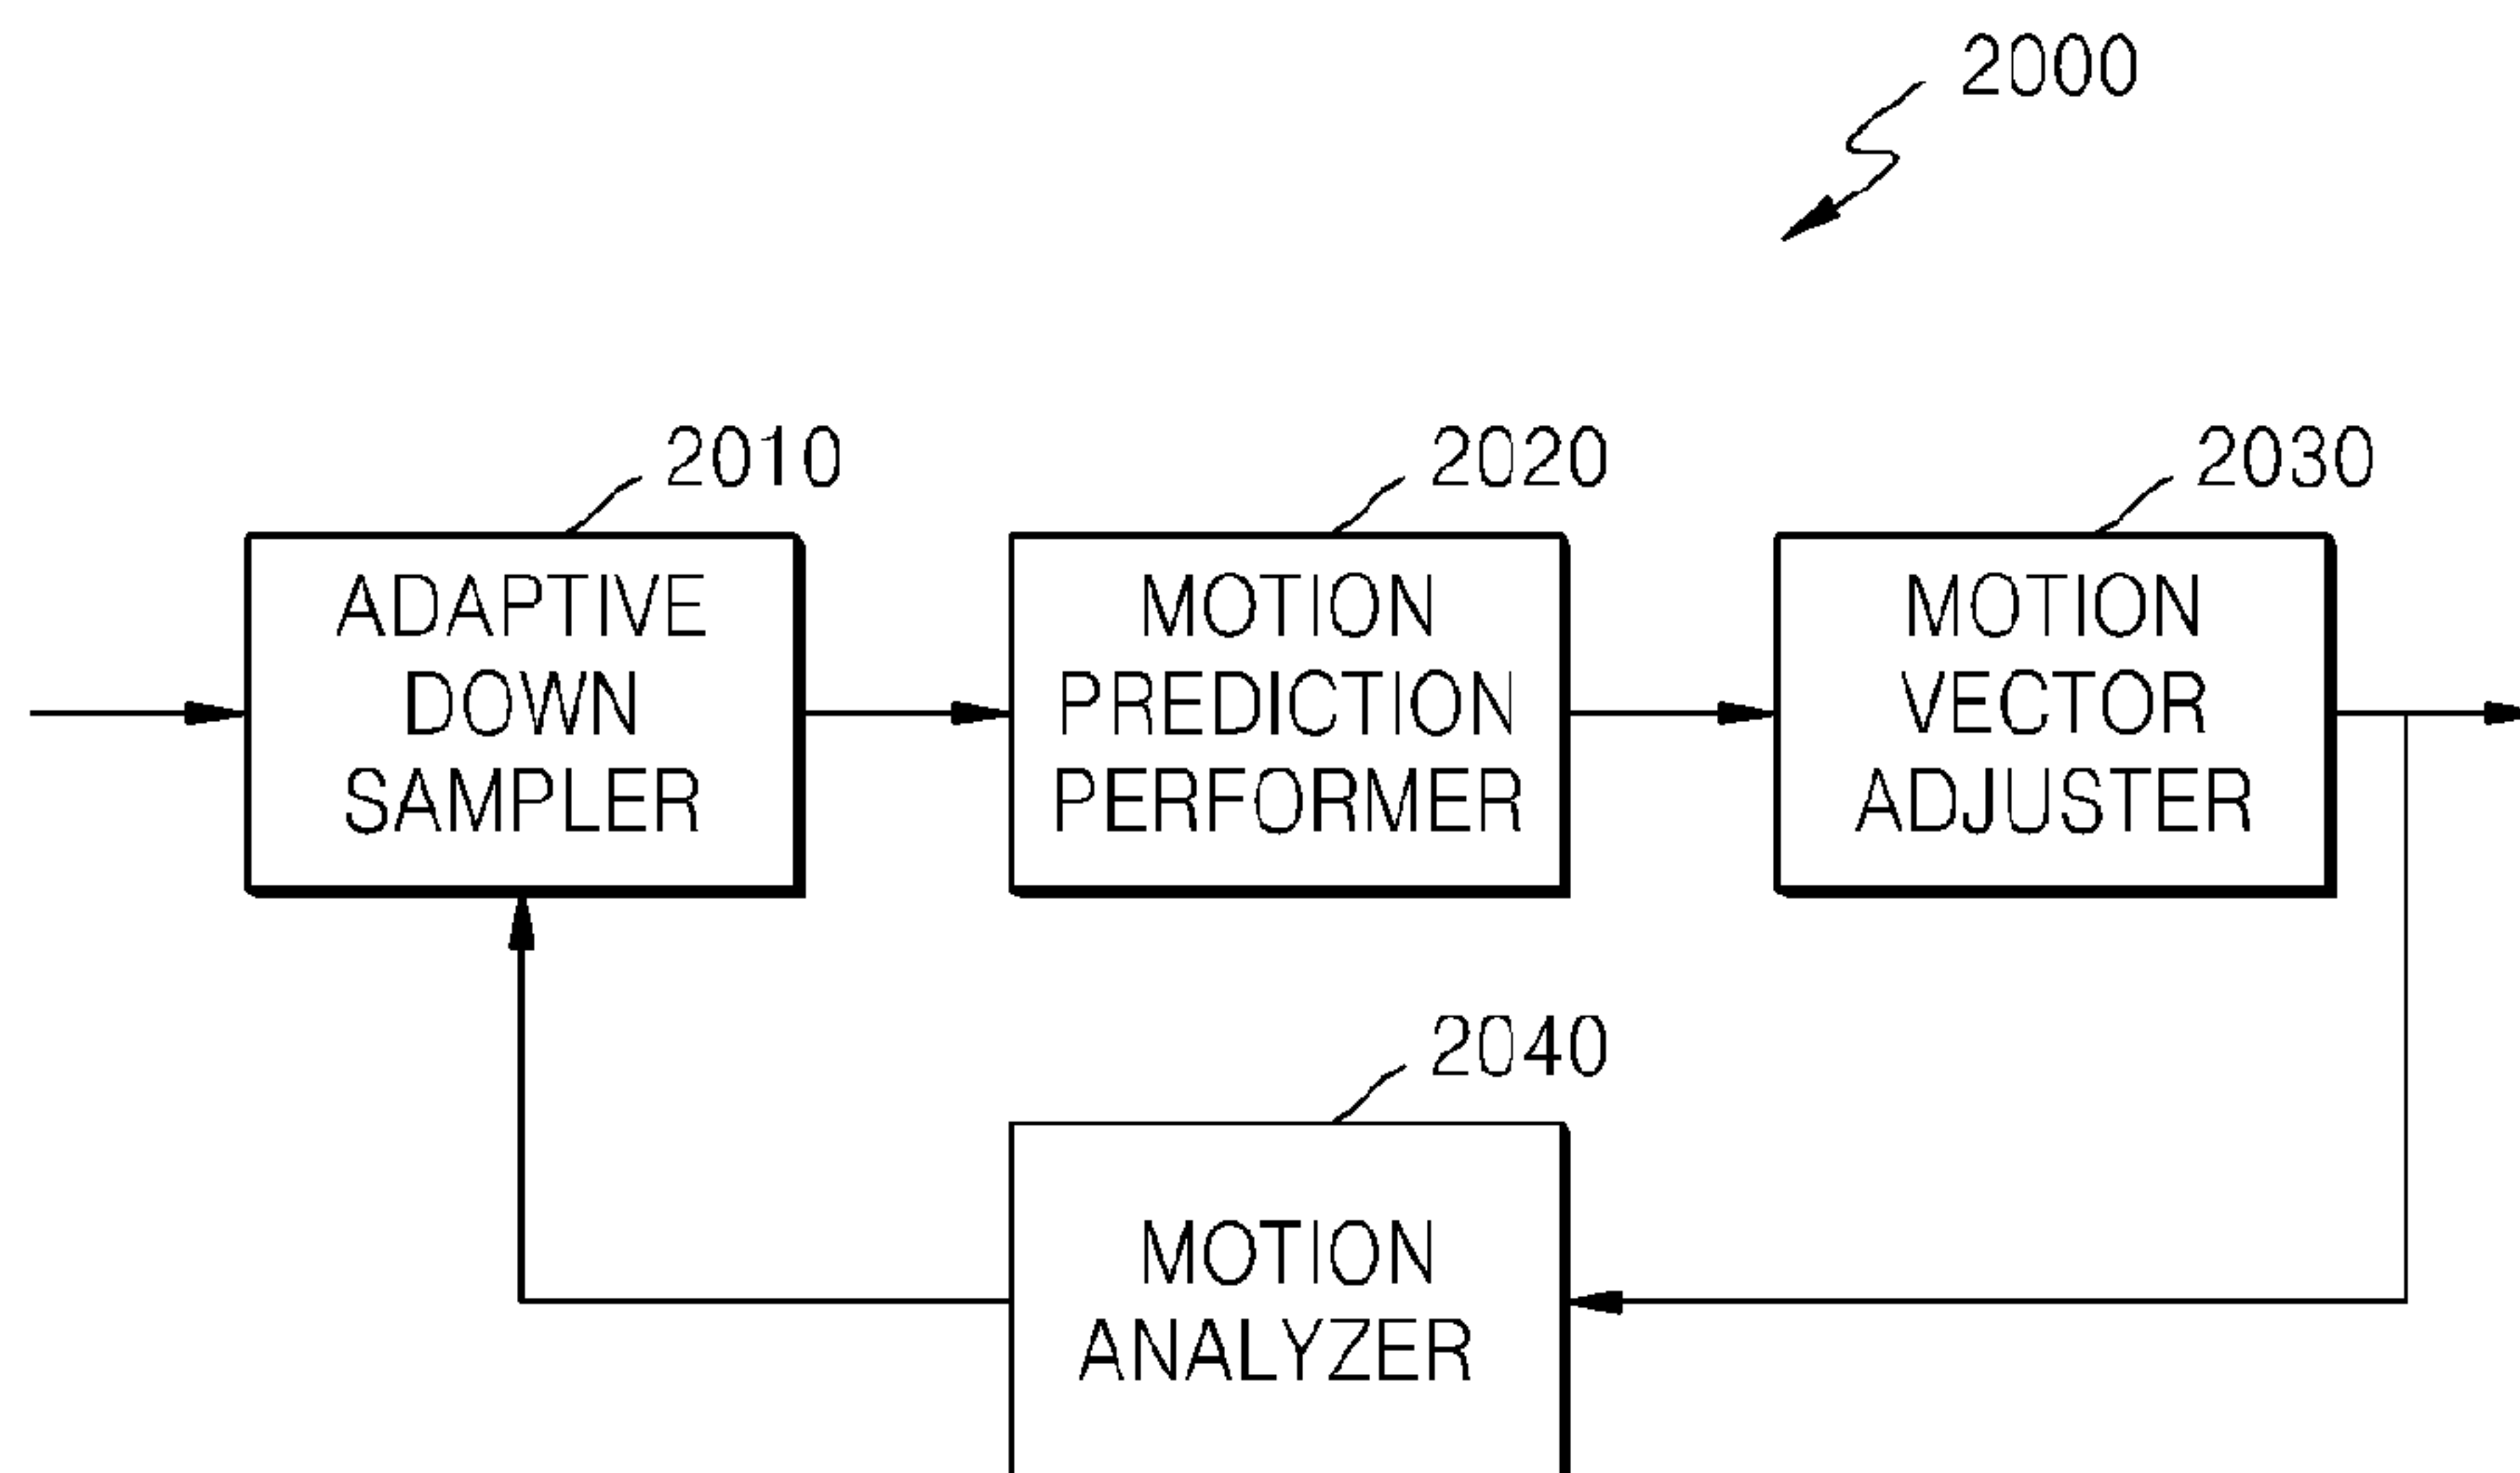 2000
2010
2020
2030
ADAPTIVE
DOWN
SAMPLER
MOTION
PREDICTION
PERFORMER
MOTION
VECTOR
ADJUSTER
2040
MOTION
ANALYZER